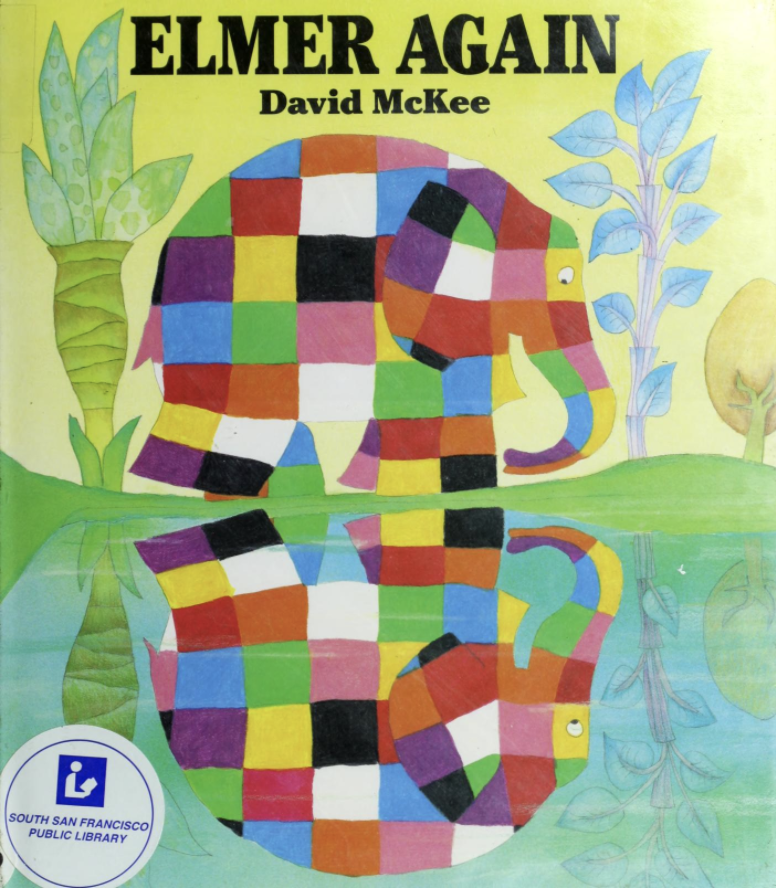 ELMER AGAIN
David McKee
SOUTH SAN FRANCISCO
PUBLIC LIBRARY